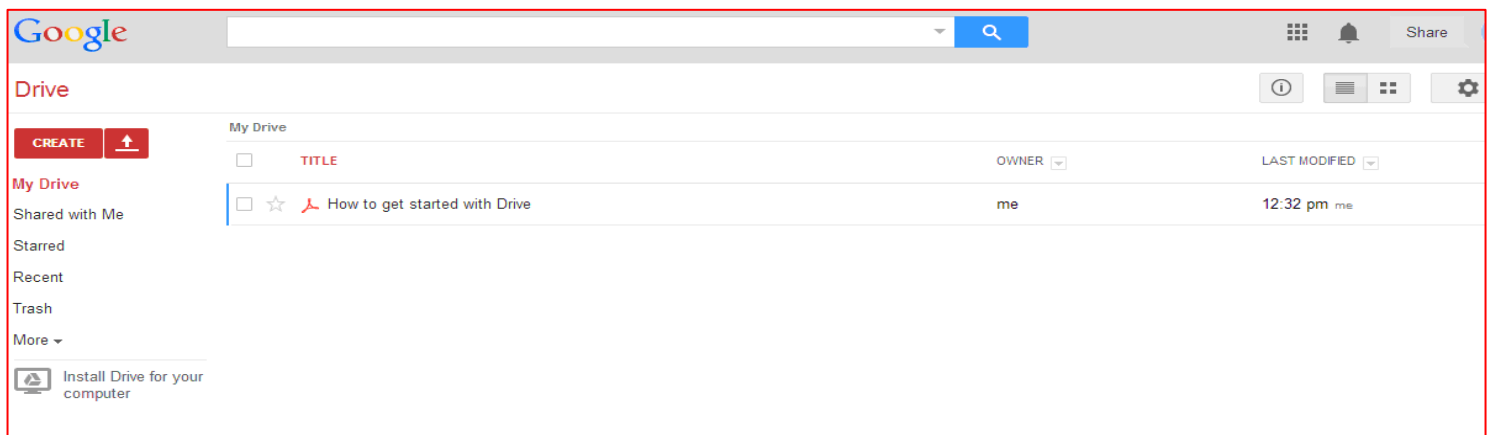 Google
Share
Drive
CREATE
My Drive
TITLE
OWNER
LAST MODIFIED
My Drive
How to get started with Drive
me
12:32 pm me
Shared with Me
Starred
Recent
Trash
More
Install Drive for your
computer